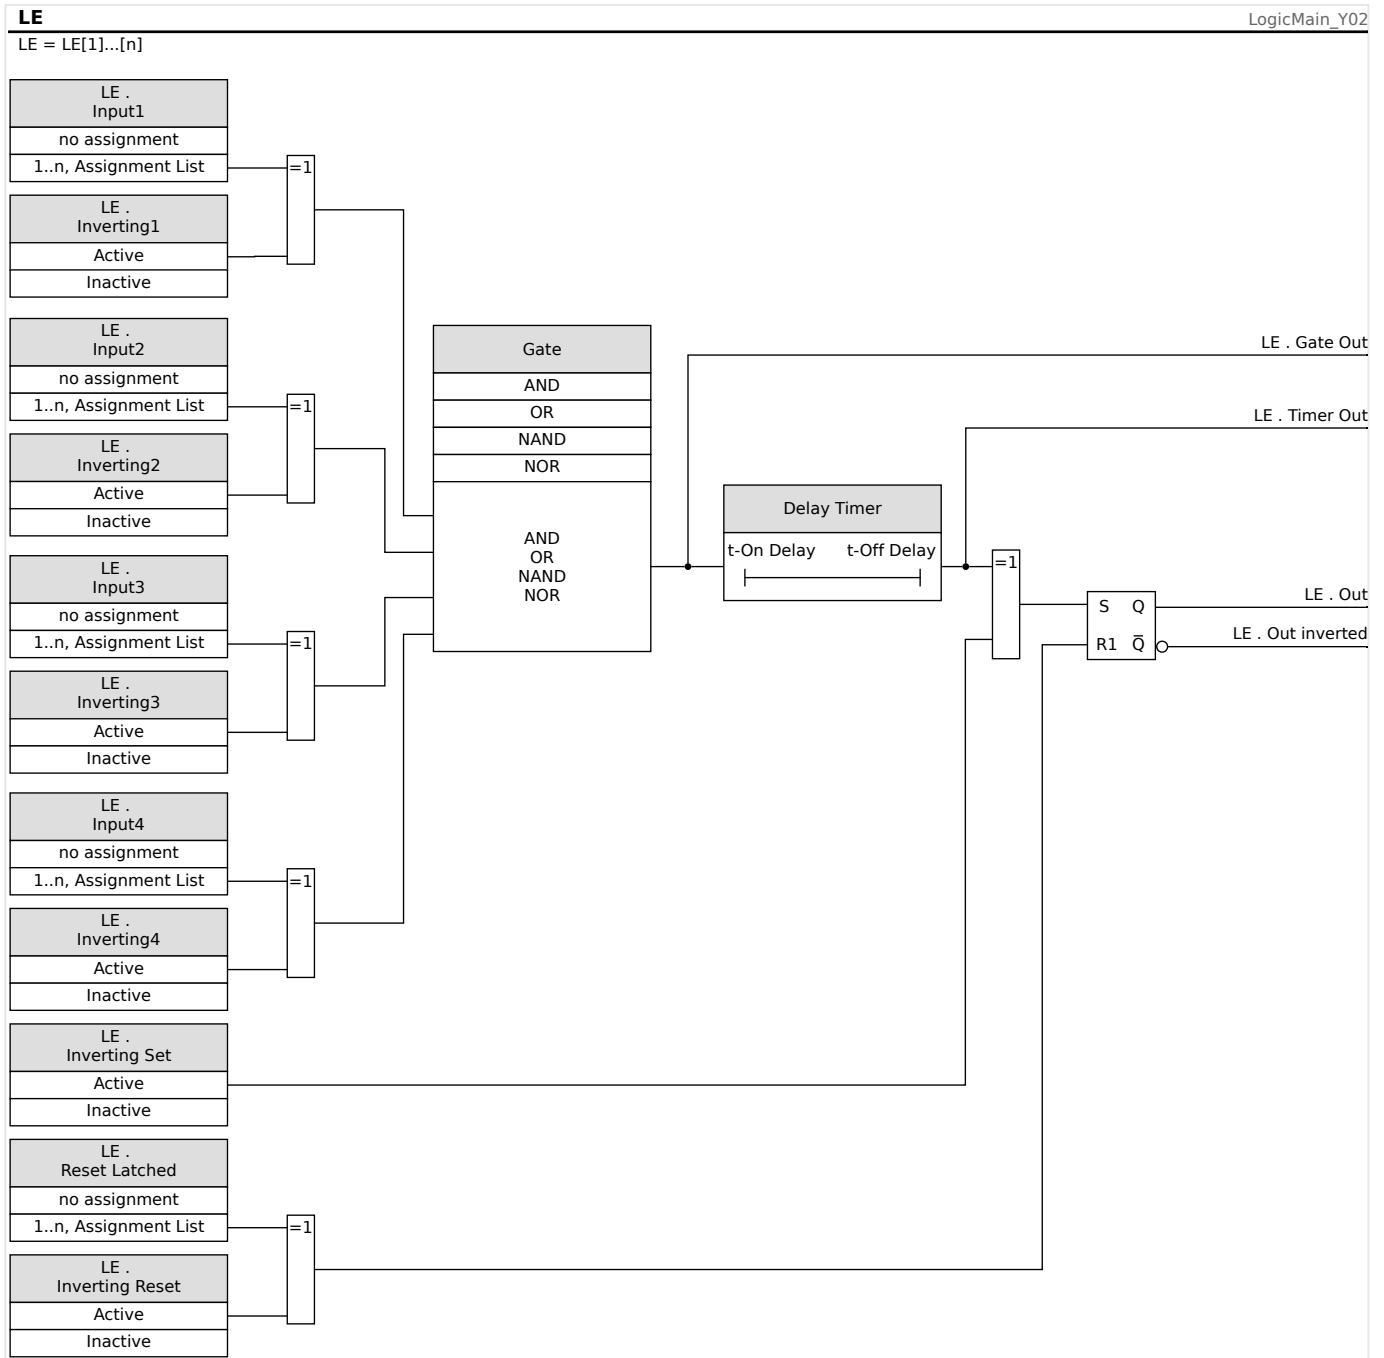 LE
LogicMain_Y02
LE = LE[1]...[n]
LE .
Input1
no assignment
1..n, Assignment List
=1
LE .
Inverting1
Active
Inactive
LE .
Input2
no assignment
1..n, Assignment List
=1
LE .
Inverting2
Active
Inactive
LE .
Input3
no assignment
1..n, Assignment List
=1
LE .
Inverting3
Active
Inactive
LE .
Input4
no assignment
1..n, Assignment List
=1
LE .
Inverting4
Active
Inactive
LE .
Inverting Set
Active
Inactive
LE .
Reset Latched
no assignment
1..n, Assignment List
=1
LE .
Inverting Reset
Active
Inactive
Gate
AND
OR
NAND
NOR
AND
OR
NAND
NOR
Delay Timer
t-On Delay t-Off Delay
=1
S Q
R1 Q̅
LE . Gate Out
LE . Timer Out
LE . Out
LE . Out inverted